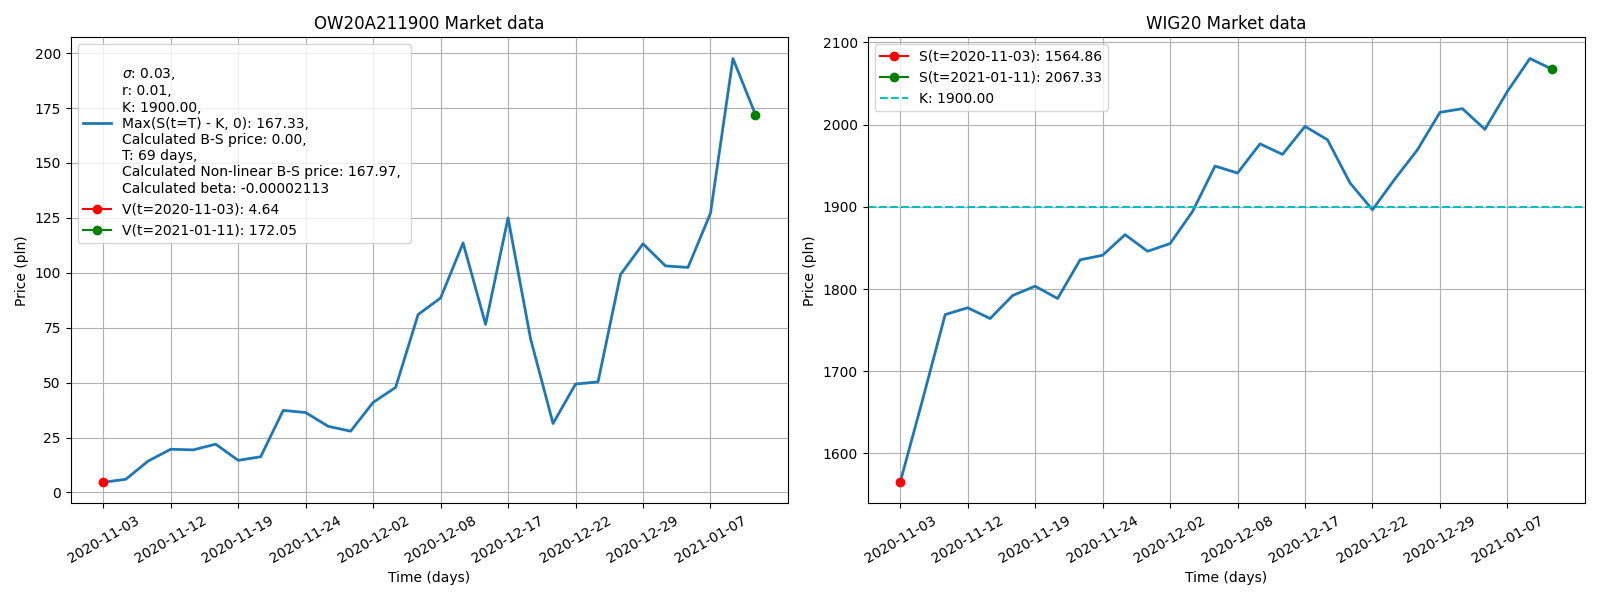 OW20A211900 Market data
200
175
150
125
100
75
50
25
0
Price (pln)
σ: 0.03,
r: 0.01,
K: 1900.00,
Max(S(t=T) - K, 0): 167.33,
Calculated B-S price: 0.00,
T: 69 days,
Calculated Non-linear B-S price: 167.97,
Calculated beta: -0.00002113
V(t=2020-11-03): 4.64
V(t=2021-01-11): 172.05
2020-11-03
2020-11-12
2020-11-19
2020-11-24
2020-12-02
2020-12-08
2020-12-17
2020-12-22
2020-12-29
2021-01-07
Time (days)
WIG20 Market data
2100
2000
1900
1800
1700
1600
Price (pln)
S(t=2020-11-03): 1564.86
S(t=2021-01-11): 2067.33
K: 1900.00
2020-11-03
2020-11-12
2020-11-19
2020-11-24
2020-12-02
2020-12-08
2020-12-17
2020-12-22
2020-12-29
2021-01-07
Time (days)